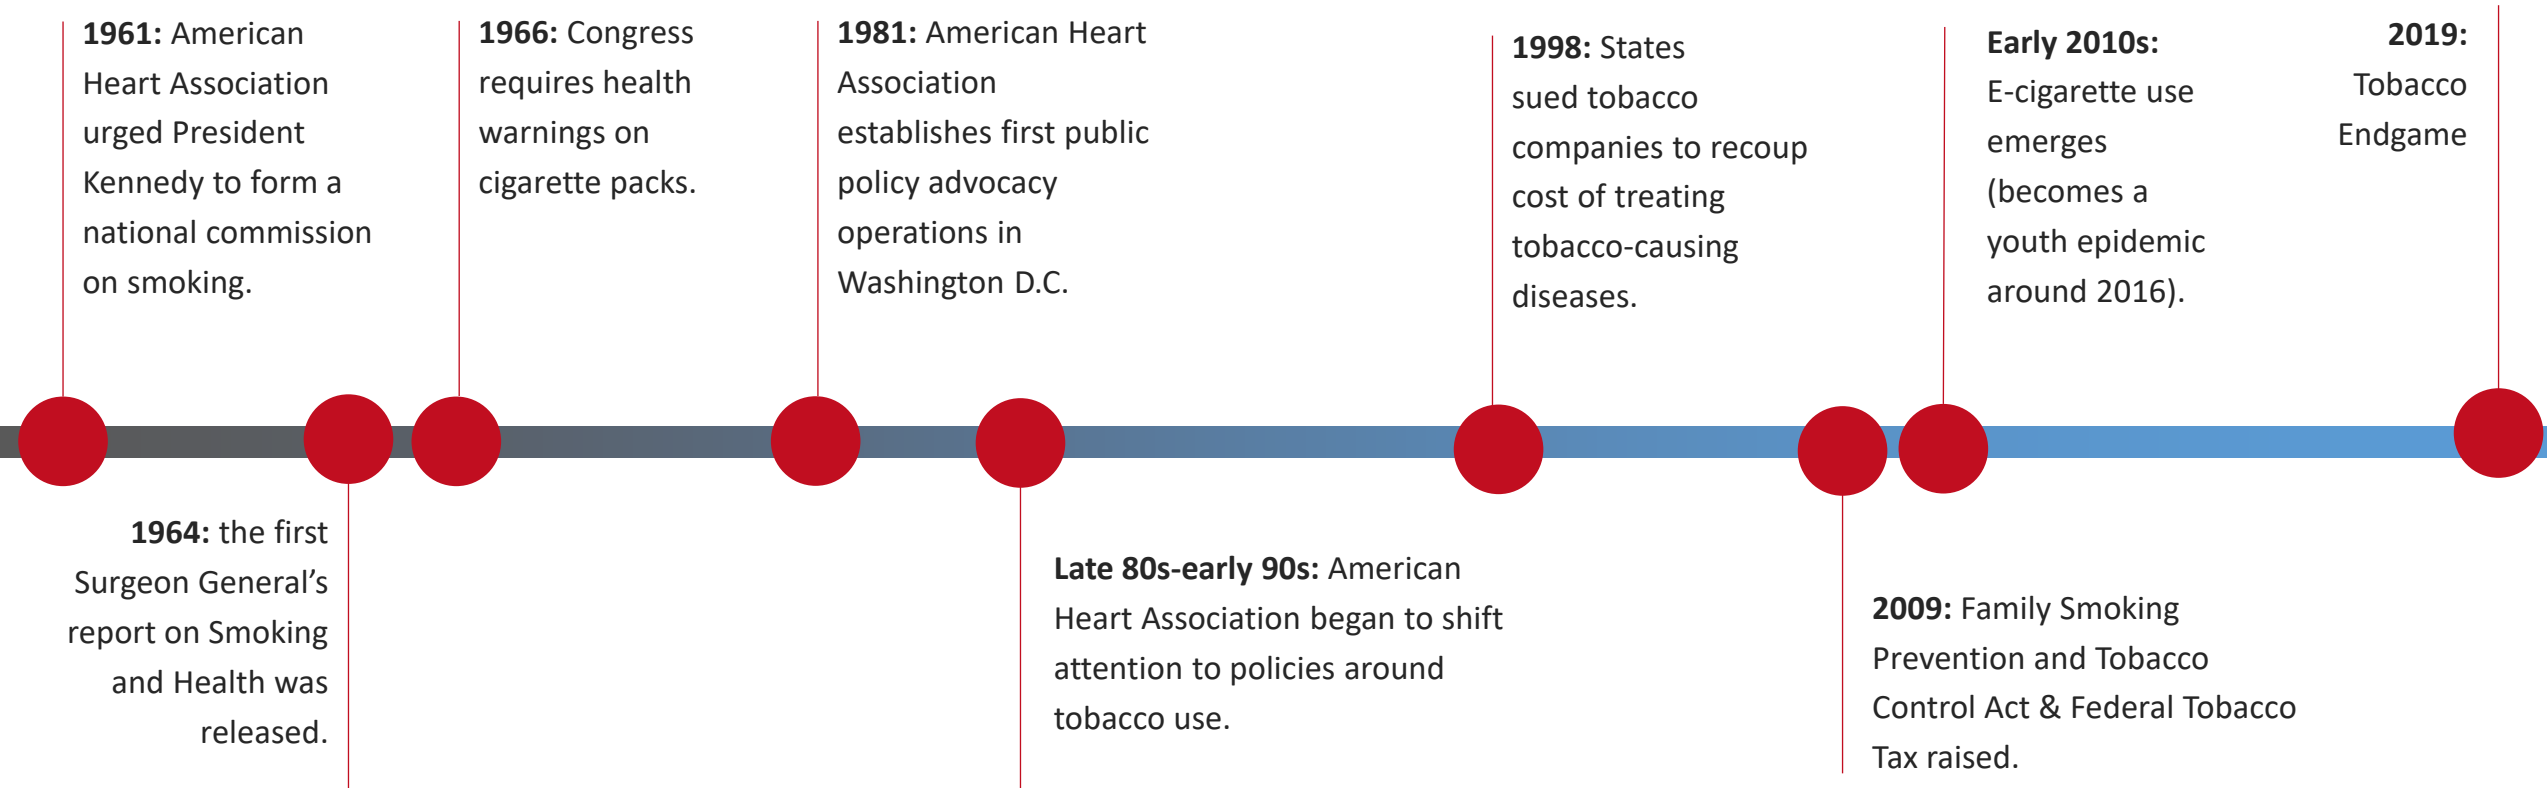 1961: American
Heart Association
urged President
Kennedy to form a
national commission
on smoking.
1966: Congress
requires health
warnings on
cigarette packs.
1981: American Heart
Association
establishes first public
policy advocacy
operations in
Washington D.C.
1998: States
sued tobacco
companies to recoup
cost of treating
tobacco-causing
diseases.
Early 2010s:
E-cigarette use
emerges
(becomes a
youth epidemic
around 2016).
2019:
Tobacco
Endgame
1964: the first
Surgeon General’s
report on Smoking
and Health was
released.
Late 80s-early 90s: American
Heart Association began to shift
attention to policies around
tobacco use.
2009: Family Smoking
Prevention and Tobacco
Control Act & Federal Tobacco
Tax raised.